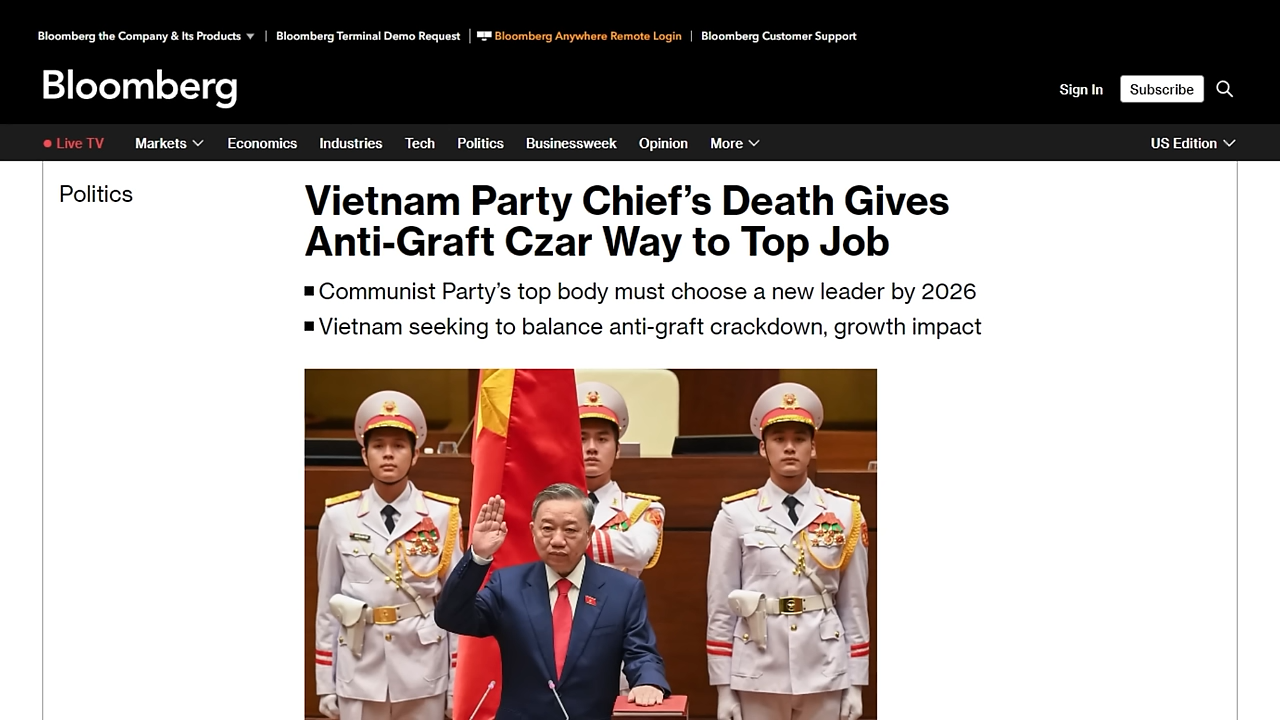 Bloomberg the Company & Its Products
Bloomberg Terminal Demo Request
Bloomberg Anywhere Remote Login
Bloomberg Customer Support
Bloomberg
Sign In
Subscribe
Live TV
Markets
Economics
Industries
Tech
Politics
Businessweek
Opinion
More
US Edition
Politics
Vietnam Party Chief’s Death Gives
Anti-Graft Czar Way to Top Job
Communist Party’s top body must choose a new leader by 2026
Vietnam seeking to balance anti-graft crackdown, growth impact